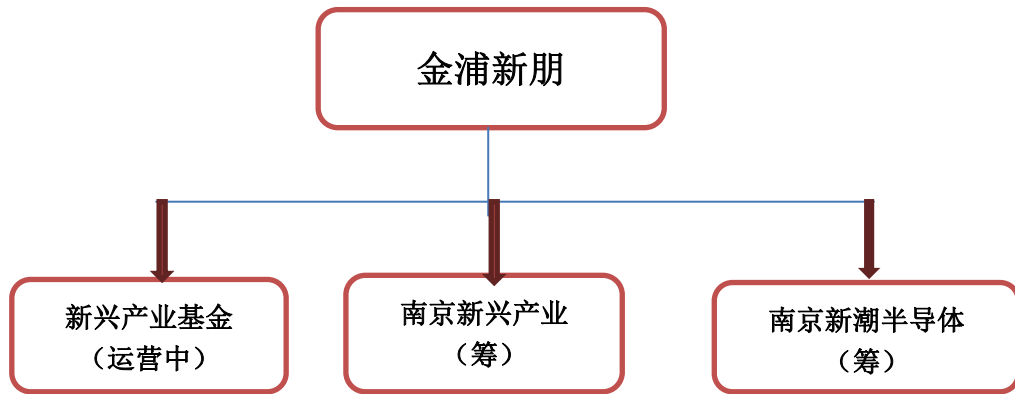 金浦新朋
新兴产业基金
（运营中）
南京新兴产业
（筹）
南京新潮半导体
（筹）